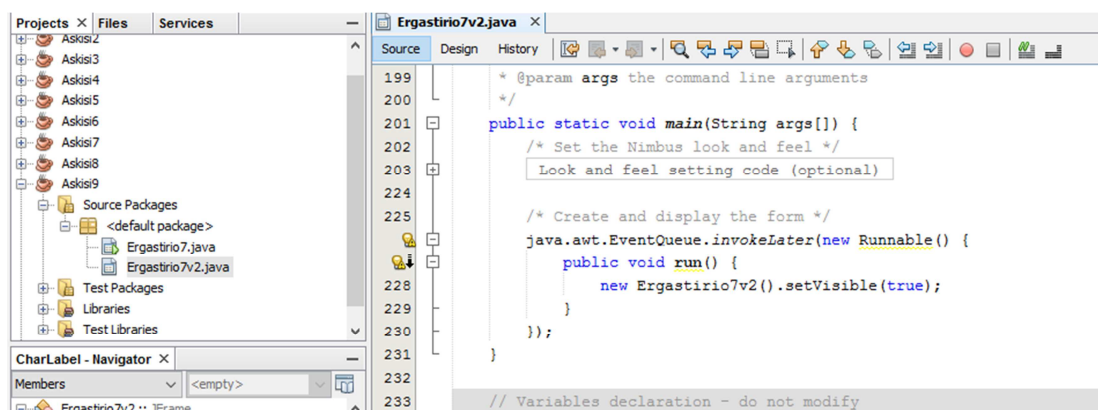 Projects
Files
Services
Askisi2
Askisi3
Askisi4
Askisi5
Askisi6
Askisi7
Askisi8
Askisi9
Source Packages
<default package>
Ergastirio7.java
Ergastirio7v2.java
Test Packages
Libraries
Test Libraries
CharLabel - Navigator
Members
<empty>
Ergastirio7v2 :: JFrame
Ergastirio7v2.java
Source Design History
199 * @param args the command line arguments
200 */
201 public static void main(String args[]) {
202 /* Set the Nimbus look and feel */
203 Look and feel setting code (optional)
224
225 /* Create and display the form */
java.awt.EventQueue.invokeLater(new Runnable() {
public void run() {
228 new Ergastirio7v2().setVisible(true);
229 }
230 });
231 }
232
233 // Variables declaration - do not modify